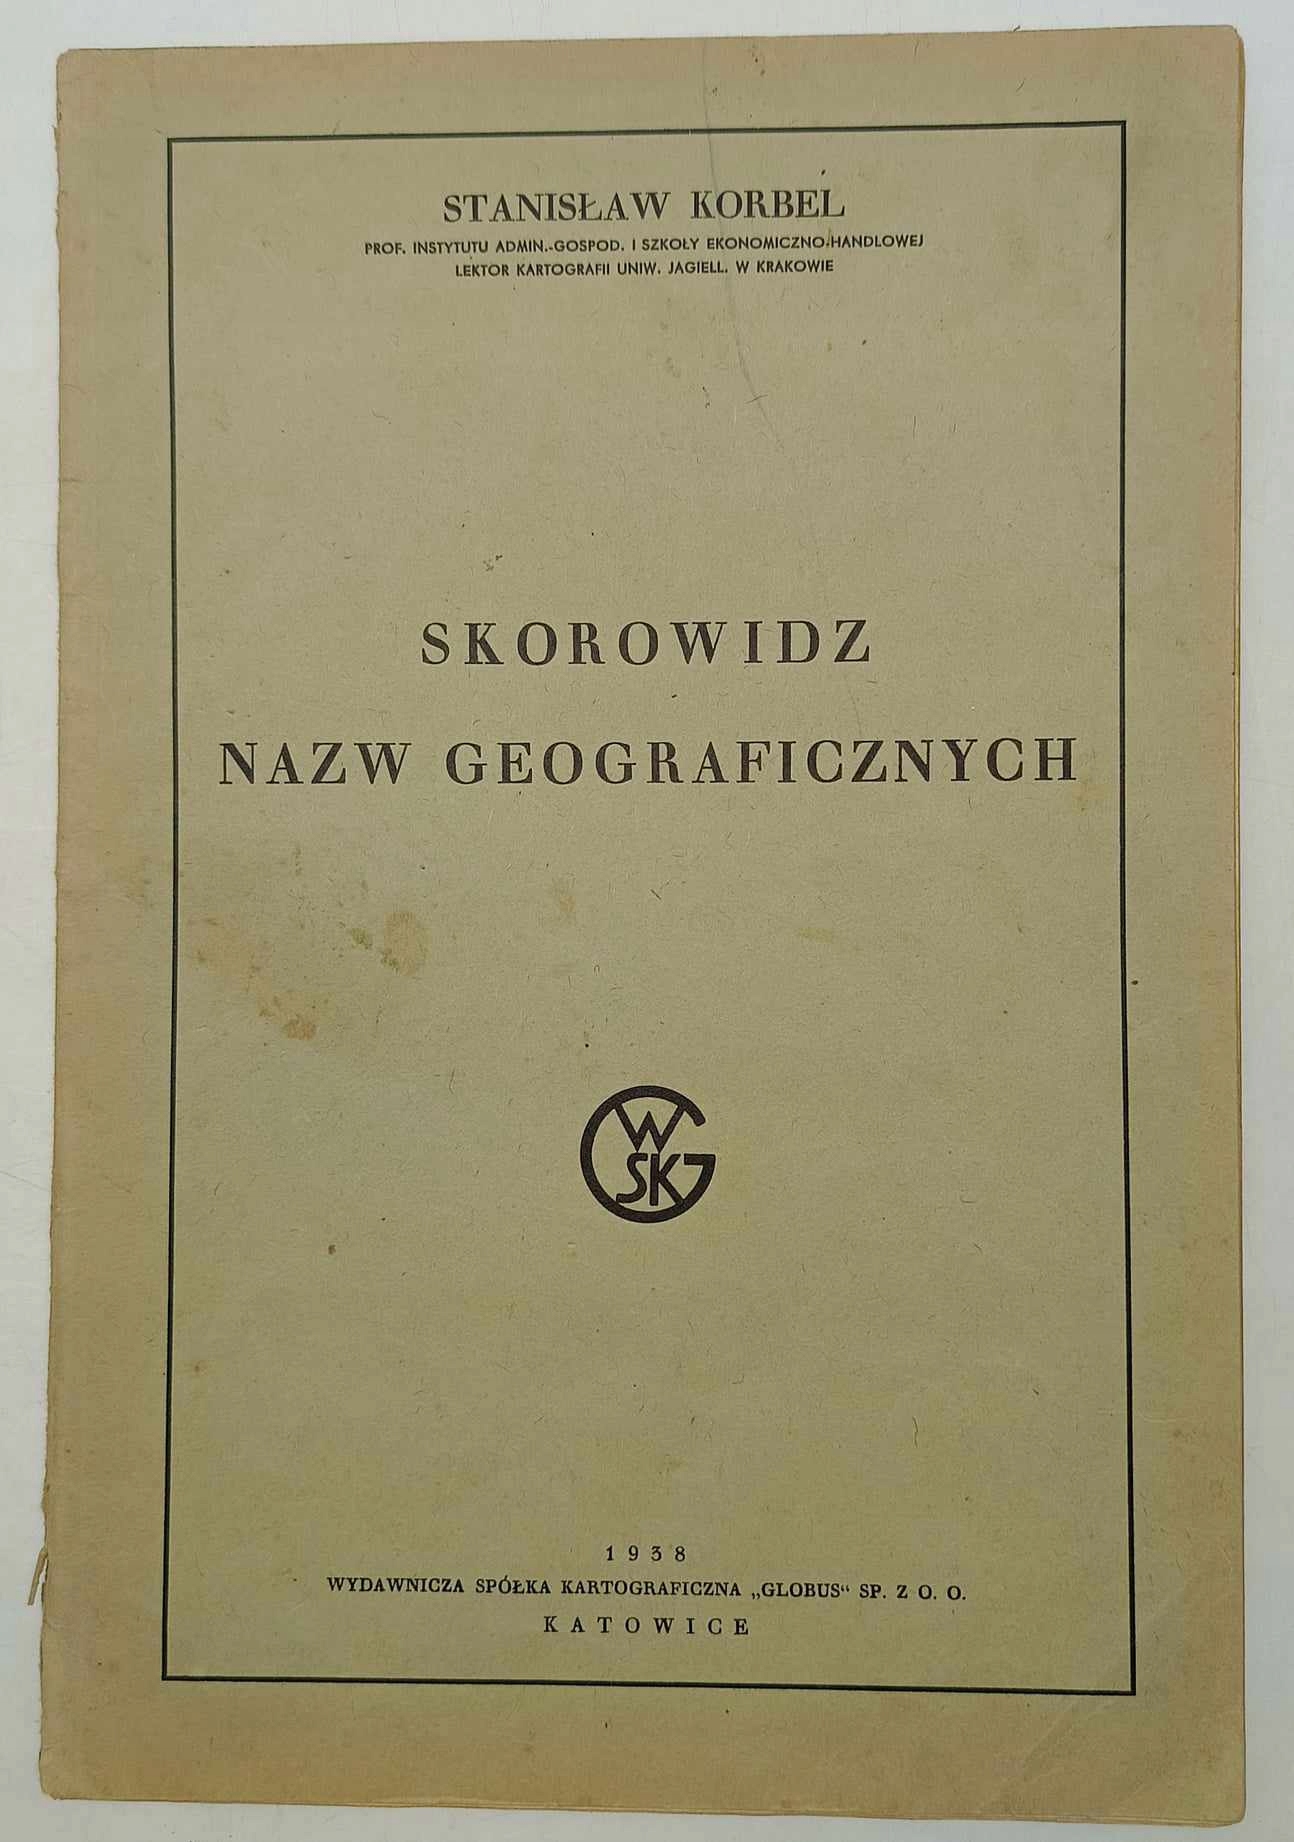 STANISŁAW KORBEL
PROF. INSTYTUTU ADMIN.-GOSPOD. I SZKOŁY EKONOMICZNO-HANDLOWEJ
LEKTOR KARTOGRAFII UNIW. JAGIELL. W KRAKOWIE
SKOROWIDZ
NAZW GEOGRAFICZNYCH
G W SK
1938
WYDAWNICZA SPÓŁKA KARTOGRAFICZNA „GLOBUS“ SP. Z O. O.
KATOWICE